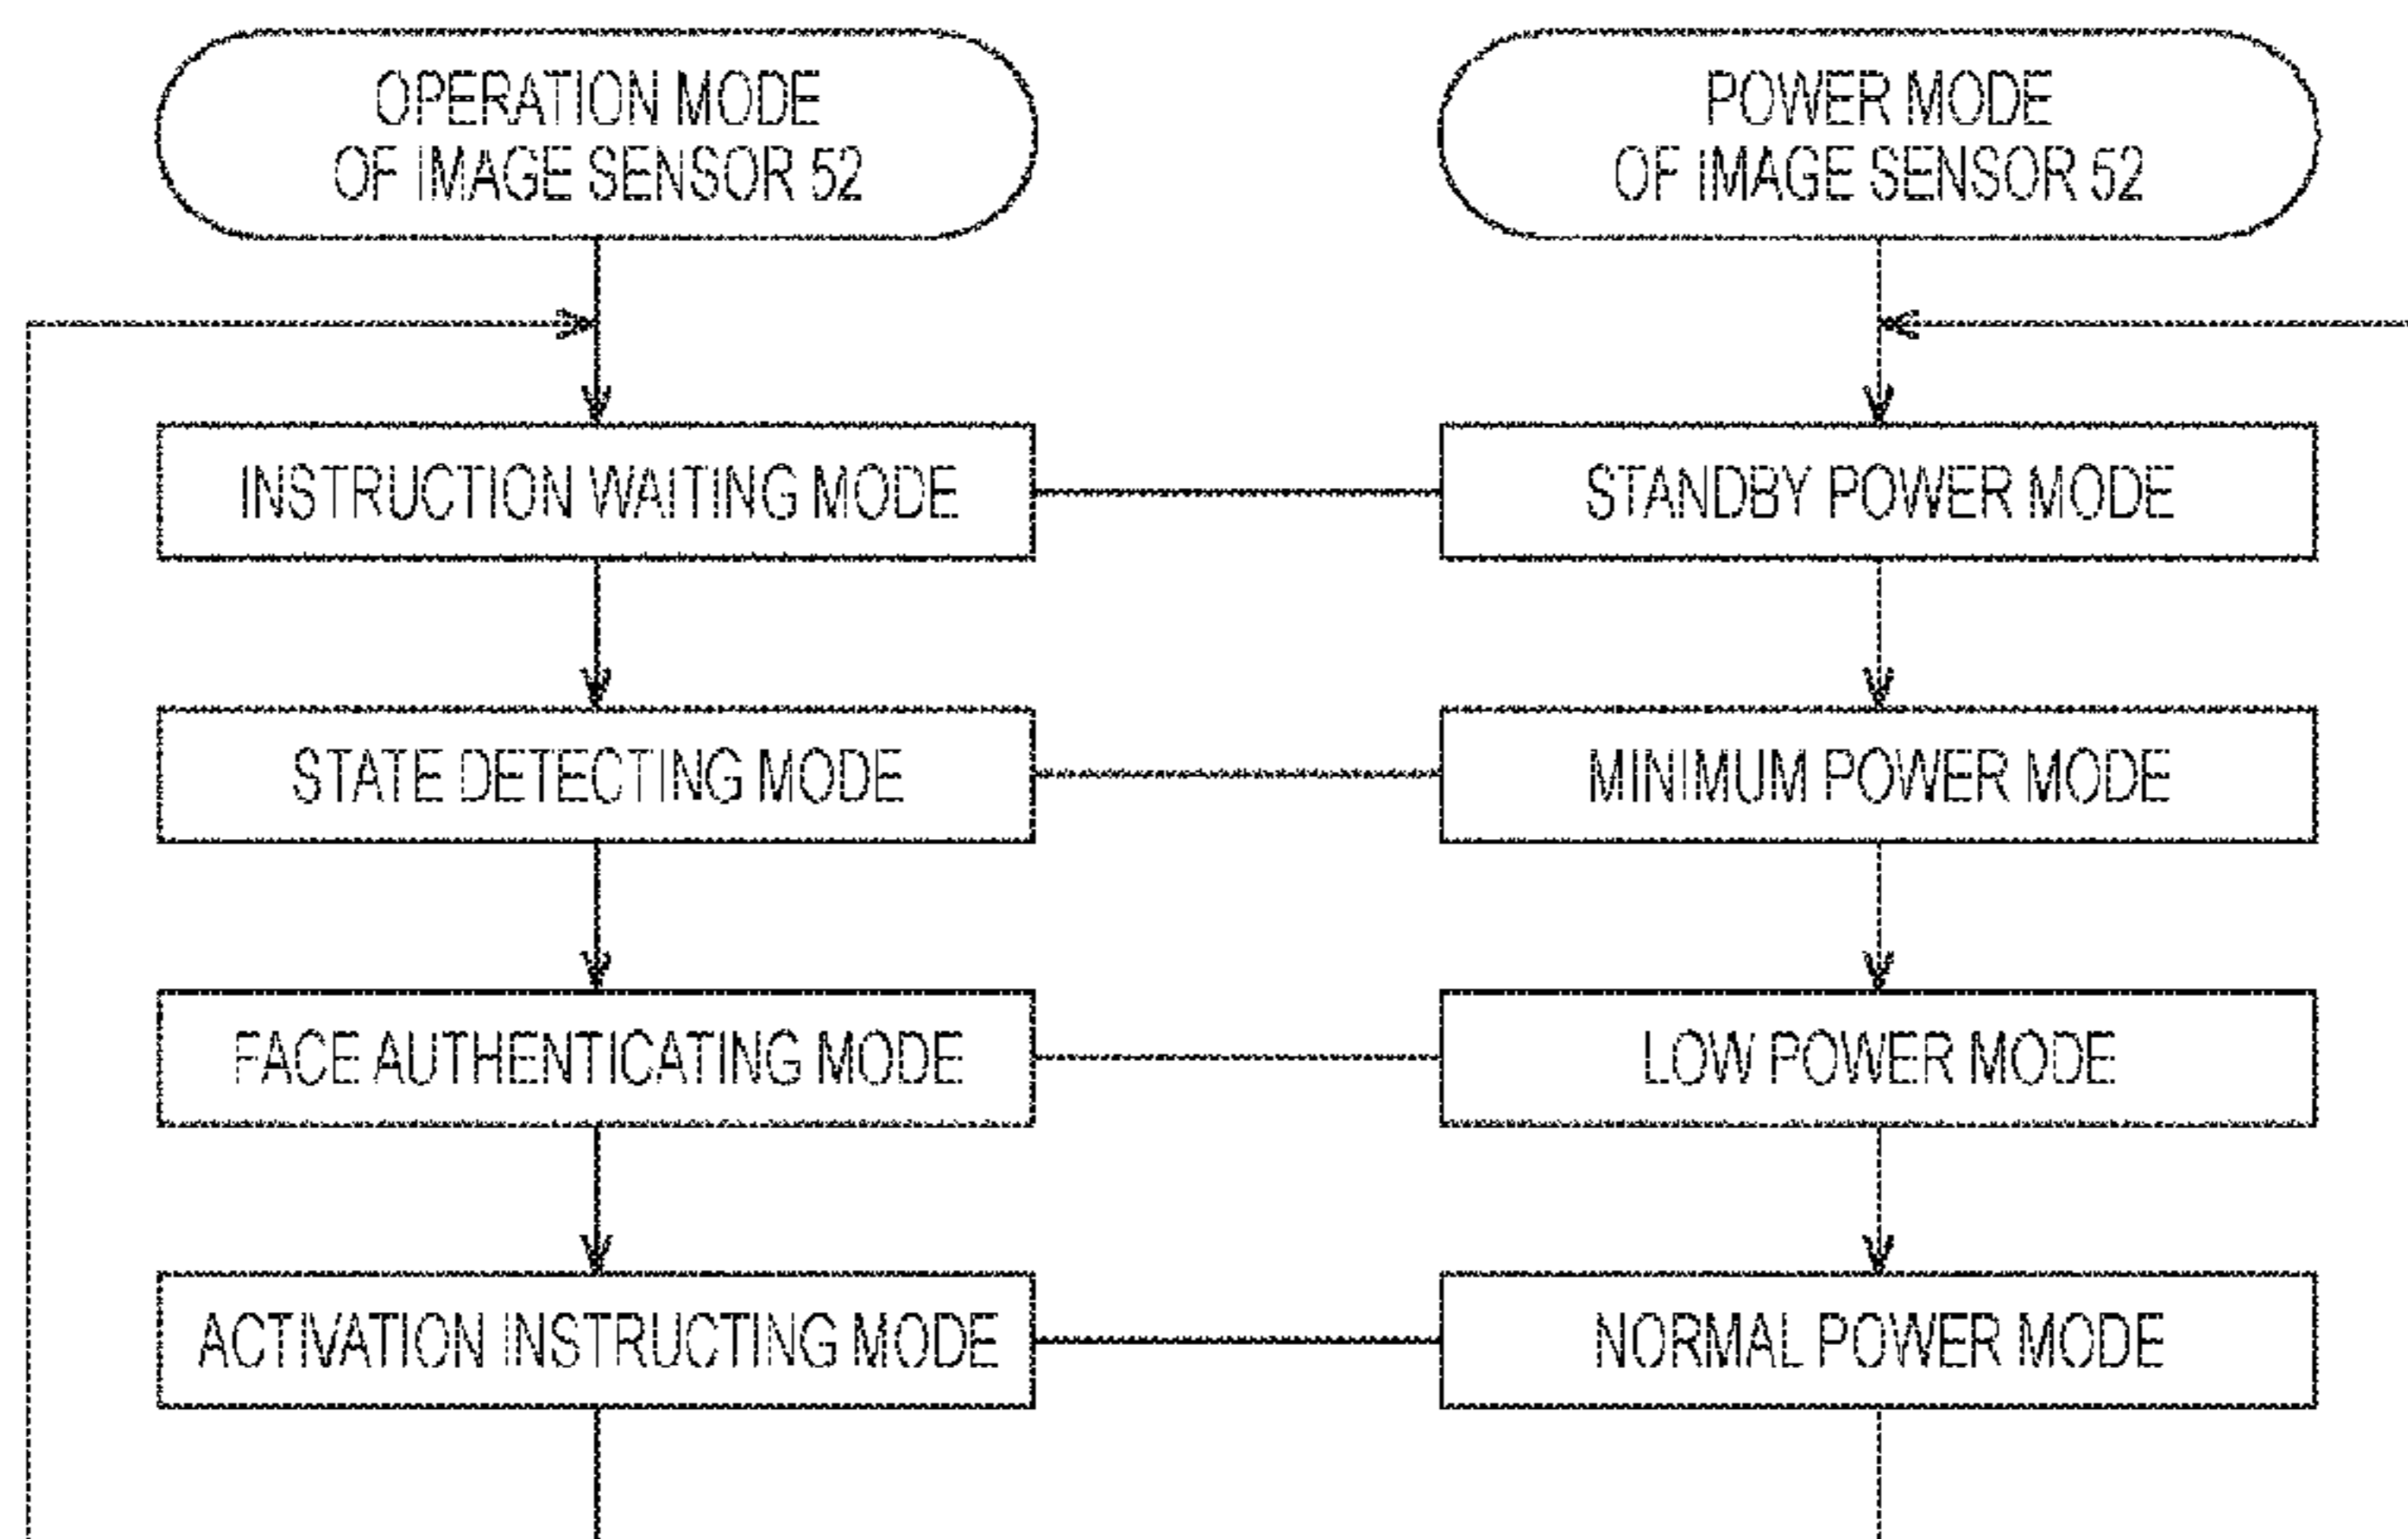 OPERATION MODE
OF IMAGE SENSOR 52
POWER MODE
OF IMAGE SENSOR 52
INSTRUCTION WAITING MODE
STANDBY POWER MODE
STATE DETECTING MODE
MINIMUM POWER MODE
FACE AUTHENTICATING MODE
LOW POWER MODE
ACTIVATION INSTRUCTING MODE
NORMAL POWER MODE